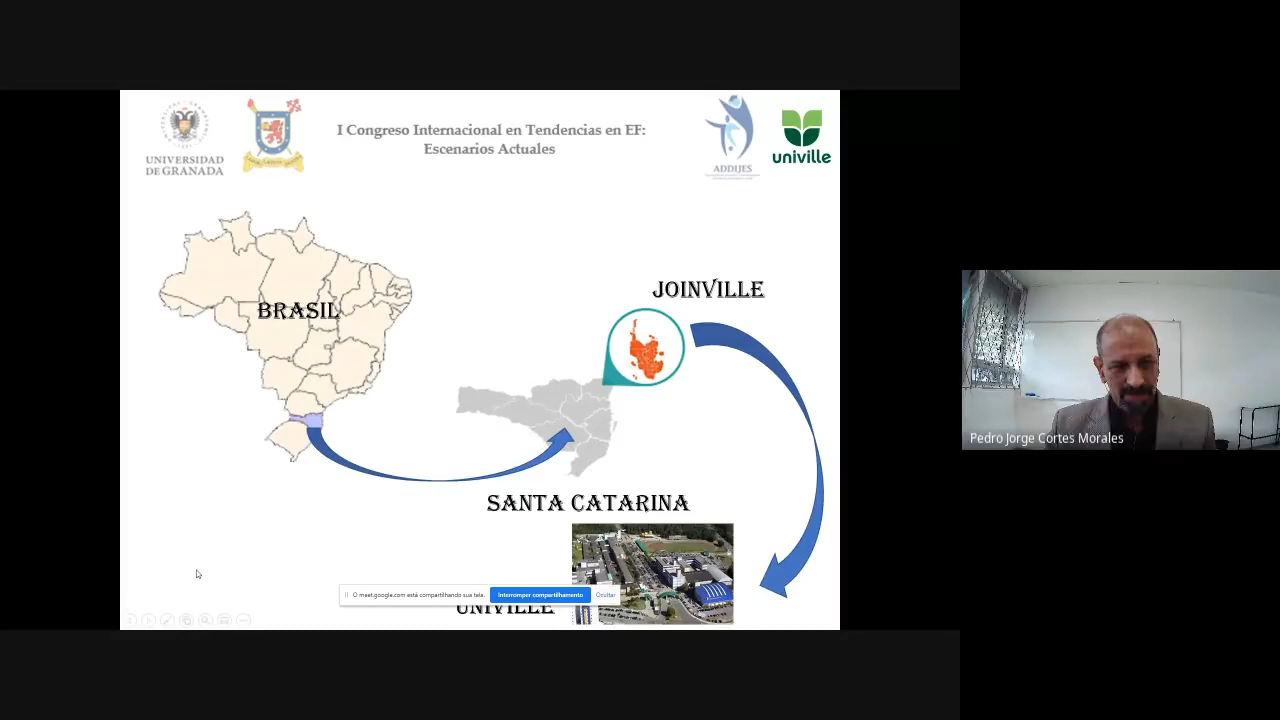 UNIVERSIDAD
DE GRANADA
I Congreso Internacional en Tendencias en EF:
Escenarios Actuales
ADDIJES
univille
BRASIL
JOINVILLE
SANTA CATARINA
UNIVILLE
O meet.google.com está compartilhando sua tela.
Interromper compartilhamento
Ocultar
Pedro Jorge Cortes Morales